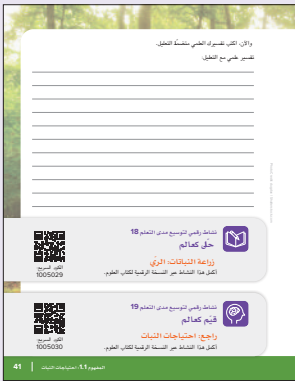 والآن، اكتب تفسيرك العلمي متضمنًا التعليل.
تفسير علمي مع التعليل:
نشاط رقمي لتوسيع مدى التعلم 18
حلّل كعالم
زراعة النباتات: الريّ
أكمل هذا النشاط عبر النسخة الرقمية لكتاب العلوم.
الكود السريع:
1005029
نشاط رقمي لتوسيع مدى التعلم 19
قيّم كعالم
راجع: احتياجات النبات
أكمل هذا النشاط عبر النسخة الرقمية لكتاب العلوم.
الكود السريع:
1005030
المفهوم 1.1: احتياجات النبات | 41